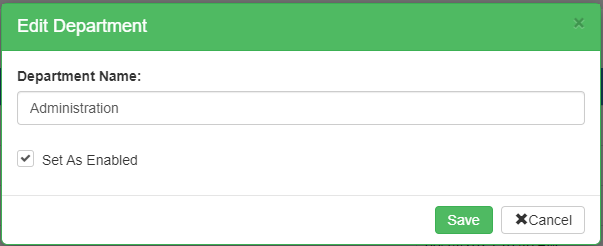 Edit Department ×
Department Name:
Administration
Set As Enabled
Save ✖Cancel